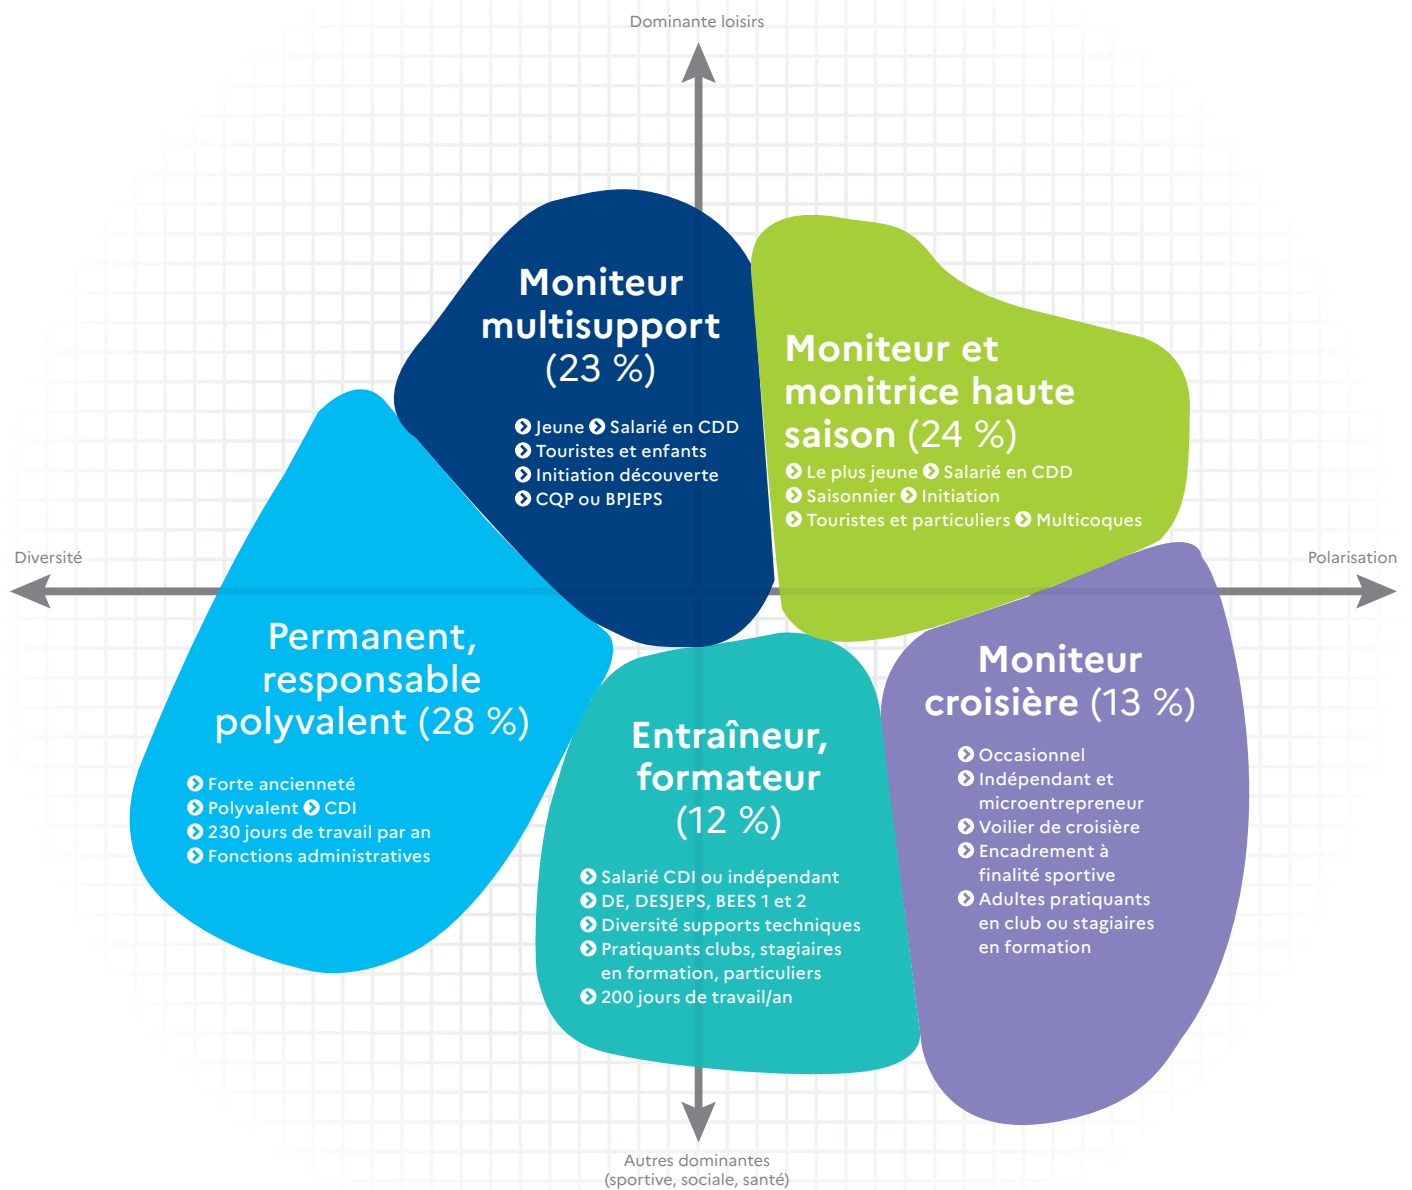 Dominante loisirs
Moniteur
multisupport
(23 %)
Jeune Salarié en CDD
Touristes et enfants
Initiation découverte
CQP ou BPJEPS
Moniteur et
monitrice haute
saison (24 %)
Le plus jeune Salarié en CDD
Saisonnier Initiation
Touristes et particuliers Multicoques
Diversité
Polarisation
Permanent,
responsable
polyvalent (28 %)
Forte ancienneté
Polyvalent CDI
230 jours de travail par an
Fonctions administratives
Entraîneur,
formateur
(12 %)
Salarié CDI ou indépendant
DE, DESJEPS, BEES 1 et 2
Diversité supports techniques
Pratiquants clubs, stagiaires
en formation, particuliers
200 jours de travail/an
Moniteur
croisière (13 %)
Occasionnel
Indépendant et
microentrepreneur
Voilier de croisière
Encadrement à
finalité sportive
Adultes pratiquants
en club ou stagiaires
en formation
Autres dominantes
(sportive, sociale, santé)